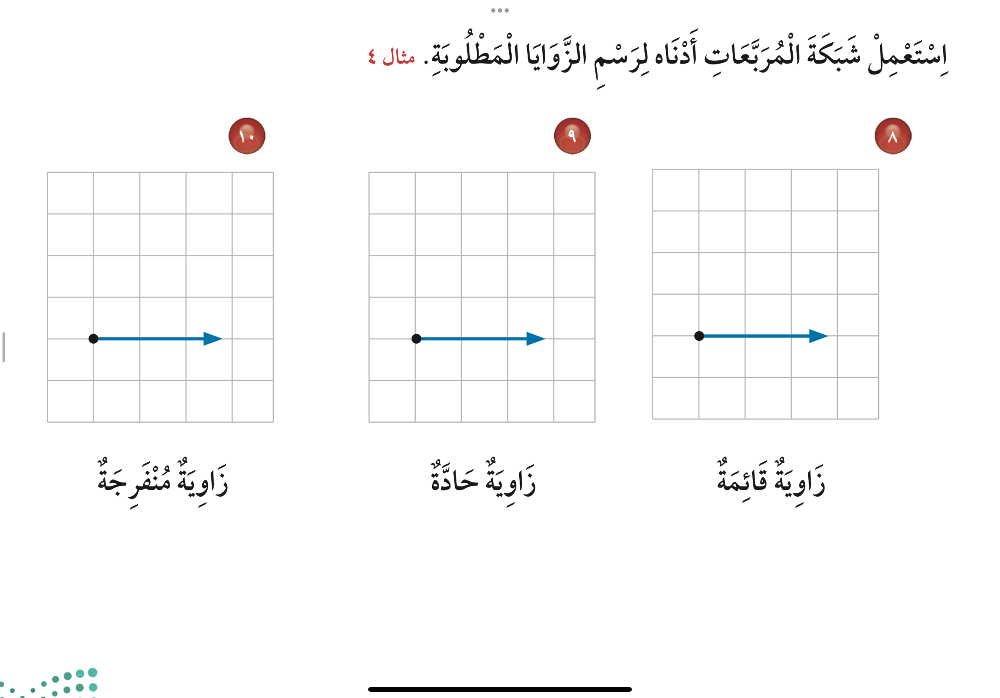 اِسْتَعْمِلْ شَبَكَةَ الْمُرَبَّعَاتِ أَدْنَاه لِرَسْمِ الزَّوَايَا الْمَطْلُوبَةِ. مثال ٤
٨
٩
١٠
زَاوِيَةٌ قَائِمَةٌ
زَاوِيَةٌ حَادَّةٌ
زَاوِيَةٌ مُنْفَرِجَةٌ